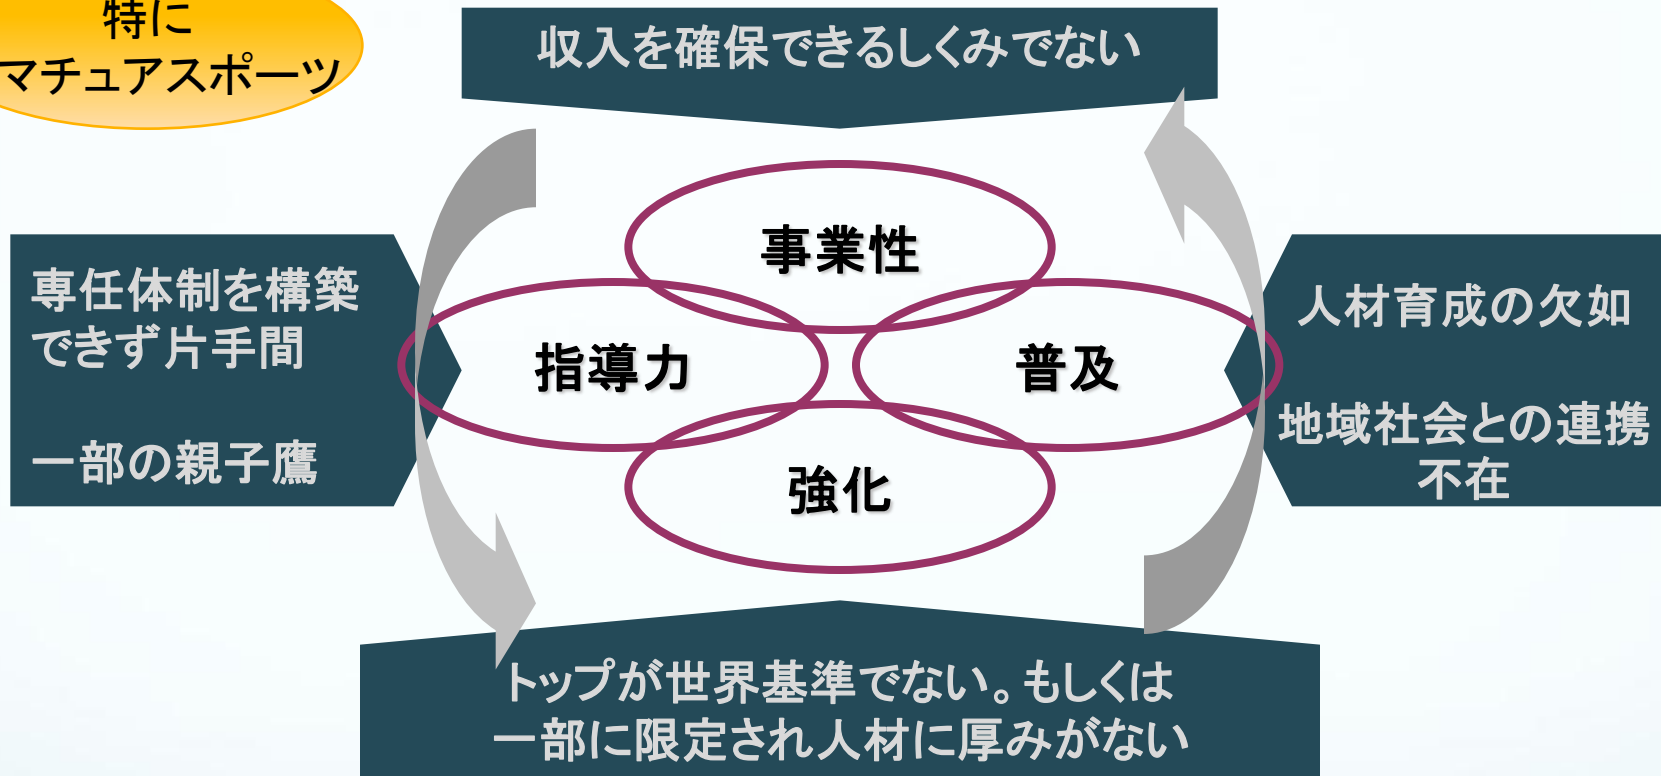 特に
マチュアスポーツ
収入を確保できるしくみでない
事業性
専任体制を構築
できず片手間
一部の親子鷹
指導力
普及
人材育成の欠如
地域社会との連携
不在
強化
トップが世界基準でない。もしくは
一部に限定され人材に厚みがない